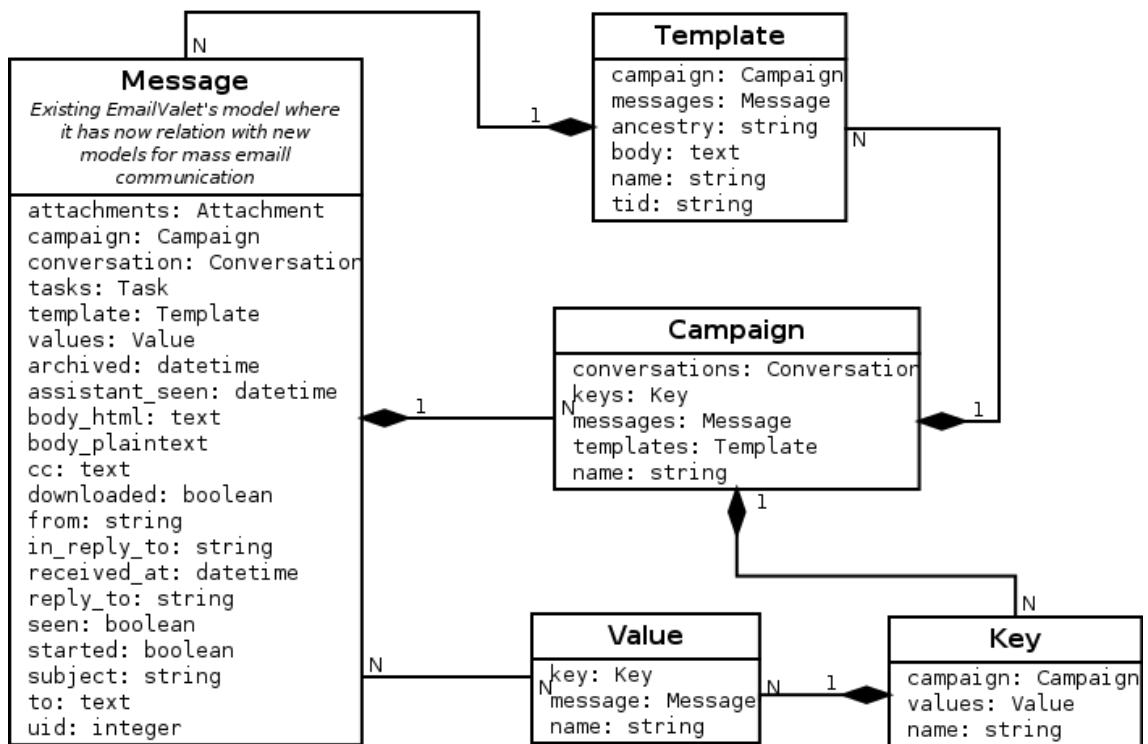 N
Message
Existing EmailValet's model where
it has now relation with new
models for mass emaill
communication
attachments: Attachment
campaign: Campaign
conversation: Conversation
tasks: Task
template: Template
values: Value
archived: datetime
assistant_seen: datetime
body_html: text
body_plaintext
cc: text
downloaded: boolean
from: string
in_reply_to: string
received_at: datetime
reply_to: string
seen: boolean
started: boolean
subject: string
to: text
uid: integer
1
Template
campaign: Campaign
messages: Message
ancestry: string
body: text
name: string
tid: string
N
1
N
Campaign
conversations: Conversation
keys: Key
messages: Message
templates: Template
name: string
1
1
N
N
N
Value
key: Key
message: Message
name: string
N
1
Key
campaign: Campaign
values: Value
name: string